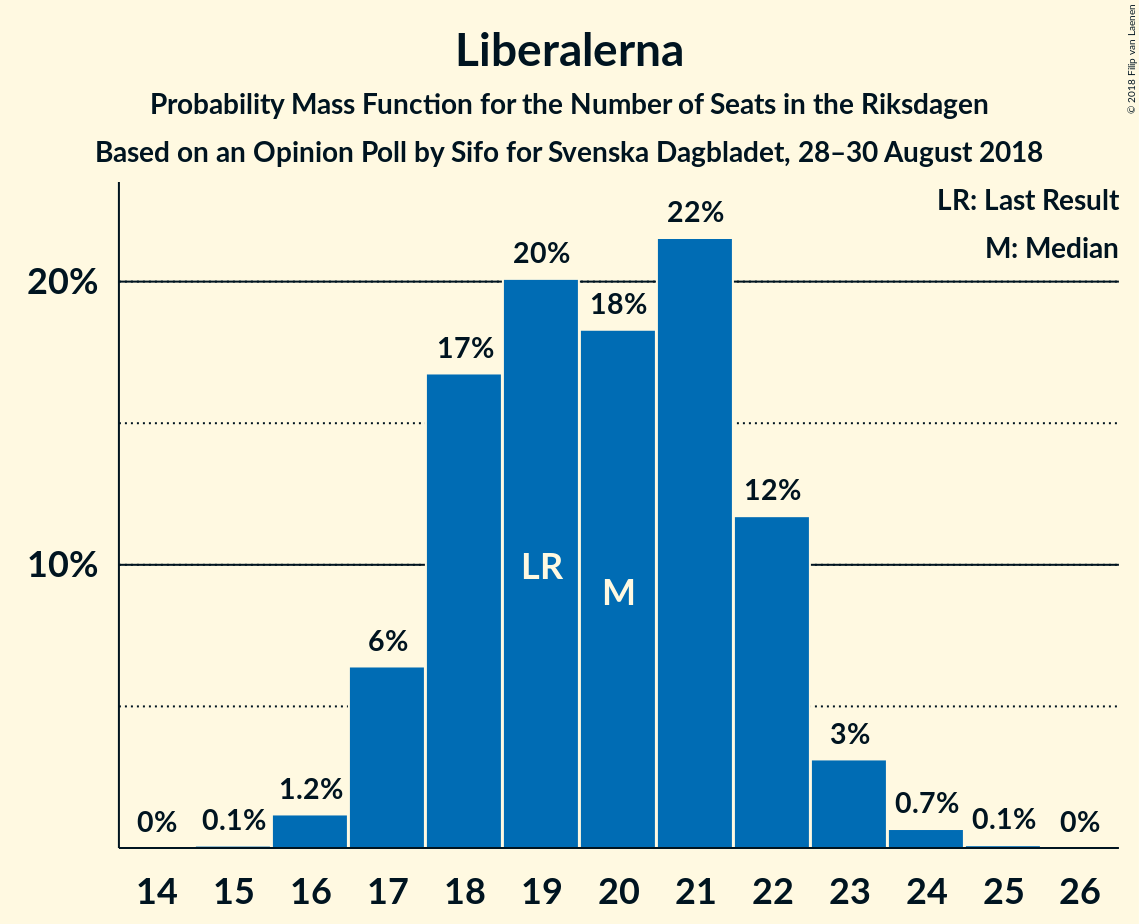 Liberalerna
Probability Mass Function for the Number of Seats in the Riksdagen
Based on an Opinion Poll by Sifo for Svenska Dagbladet, 28–30 August 2018
© 2018 Filip van Laenen
LR: Last Result
M: Median
20%
10%
0%
0.1%
1.2%
6%
17%
20%
18%
22%
12%
3%
0.7%
0.1%
0%
LR
M
14 15 16 17 18 19 20 21 22 23 24 25 26